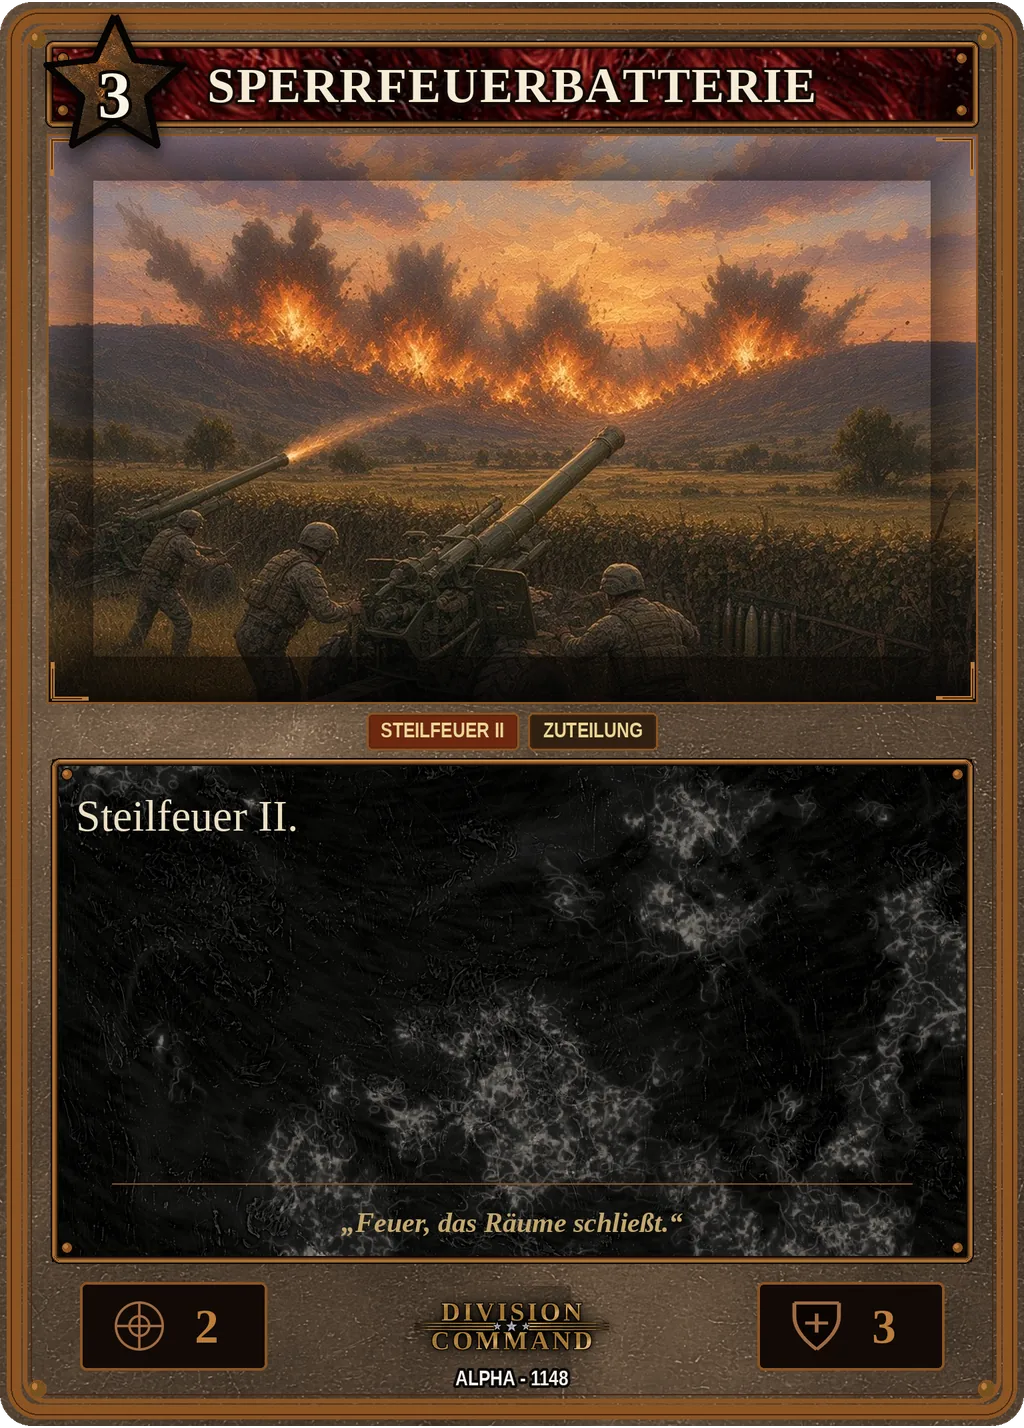 3
SPERRFEUERBATTERIE
STEILFEUER II
ZUTEILUNG
Steilfeuer II.
„Feuer, das Räume schließt.“
2
DIVISION
COMMAND
ALPHA - 1148
3